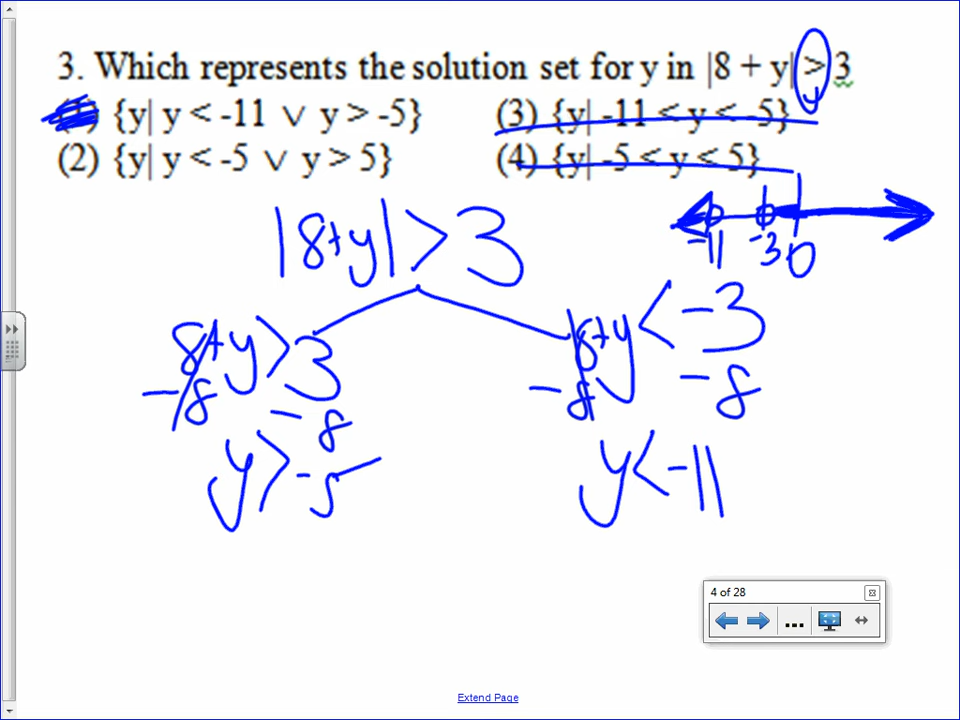 3. Which represents the solution set for y in |8 + y| > 3
(1) {y| y < -11 ∨ y > -5}
(3) {y| -11 < y < -5}
(2) {y| y < -5 ∨ y > 5}
(4) {y| -5 < y < 5}
-11 -3 0
|8+y| > 3
8+y > 3
8+y < -3
-8 -8
-8 -8
y > -5
y < -11
4 of 28
...
Extend Page